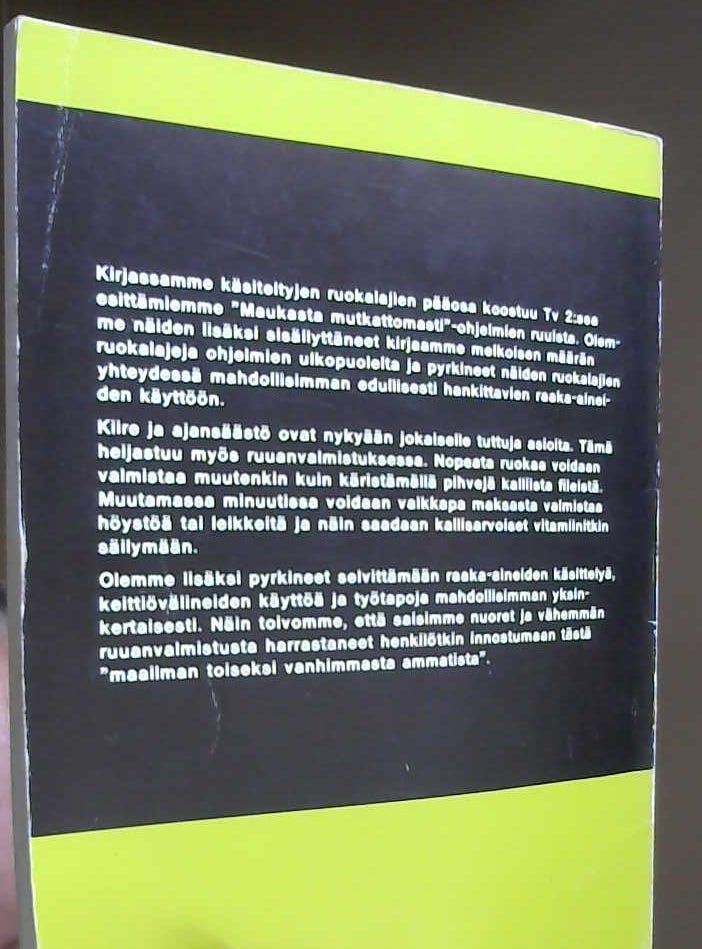 Kirjassamme käsiteltyjen ruokalajien pääosa koostuu Tv 2:ssa
esittämiemme "Maukasta mutkattomasti"-ohjelmien ruuista. Olem-
me näiden lisäksi sisällyttäneet kirjaamme melkoisen määrän
ruokalajeja ohjelmien ulkopuolelta ja pyrkineet näiden ruokalajien
yhteydessä mahdollisimman edullisesti hankittavien raaka-ainei-
den käyttöön.
Kiire ja ajansäästö ovat nykyään jokaiselle tuttuja asioita. Tämä
heijastuu myös ruuanvalmistuksessa. Nopeata ruokaa voidaan
valmistaa muutenkin kuin käristämällä pihvejä kalliista fileistä.
Muutamassa minuutissa voidaan vaikkapa maksasta valmistaa
höystöä tai leikkeitä ja näin saadaan kallisarvoiset vitamiinitkin
säilymään.
Olemme lisäksi pyrkineet selvittämään raaka-aineiden käsittelyä,
keittiövälineiden käyttöä ja työtapoja mahdollisimman yksin-
kertaisesti. Näin toivomme, että saisimme nuoret ja vähemmän
ruuanvalmistusta harrastaneet henkilötkin innostumaan tästä
"maailman toiseksi vanhimmasta ammatista".